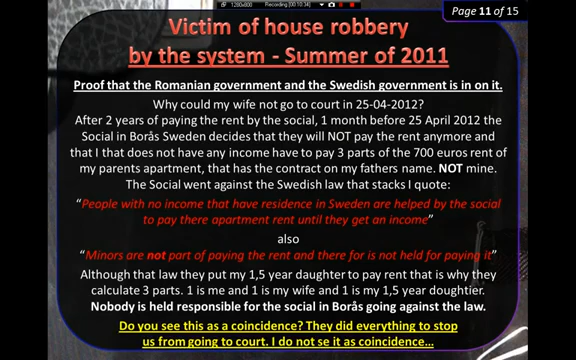 1280x800
Recording [00:10:34]
Page 11 of 15
Victim of house robbery
by the system - Summer of 2011
Proof that the Romanian government and the Swedish government is in on it.
Why could my wife not go to court in 25-04-2012?
After 2 years of paying the rent by the social, 1 month before 25 April 2012 the
Social in Borås Sweden decides that they will NOT pay the rent anymore and
that I that does not have any income have to pay 3 parts of the 700 euros rent of
my parents apartment, that has the contract on my fathers name. NOT mine.
The Social went against the Swedish law that stacks I quote:
“People with no income that have residence in Sweden are helped by the social
to pay there apartment rent until they get an income”
also
“Minors are not part of paying the rent and there for is not held for paying it”
Although that law they put my 1,5 year daughter to pay rent that is why they
calculate 3 parts. 1 is me and 1 is my wife and 1 is my 1,5 year doughtier.
Nobody is held responsible for the social in Borås going against the law.
Do you see this as a coincidence? They did everything to stop
us from going to court. I do not se it as coincidence...